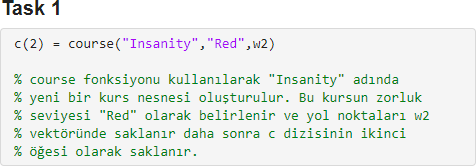 Task 1
c(2) = course("Insanity","Red",w2)
% course fonksiyonu kullanılarak "Insanity" adında
% yeni bir kurs nesnesi oluşturulur. Bu kursun zorluk
% seviyesi "Red" olarak belirlenir ve yol noktaları w2
% vektöründe saklanır daha sonra c dizisinin ikinci
% öğesi olarak saklanır.